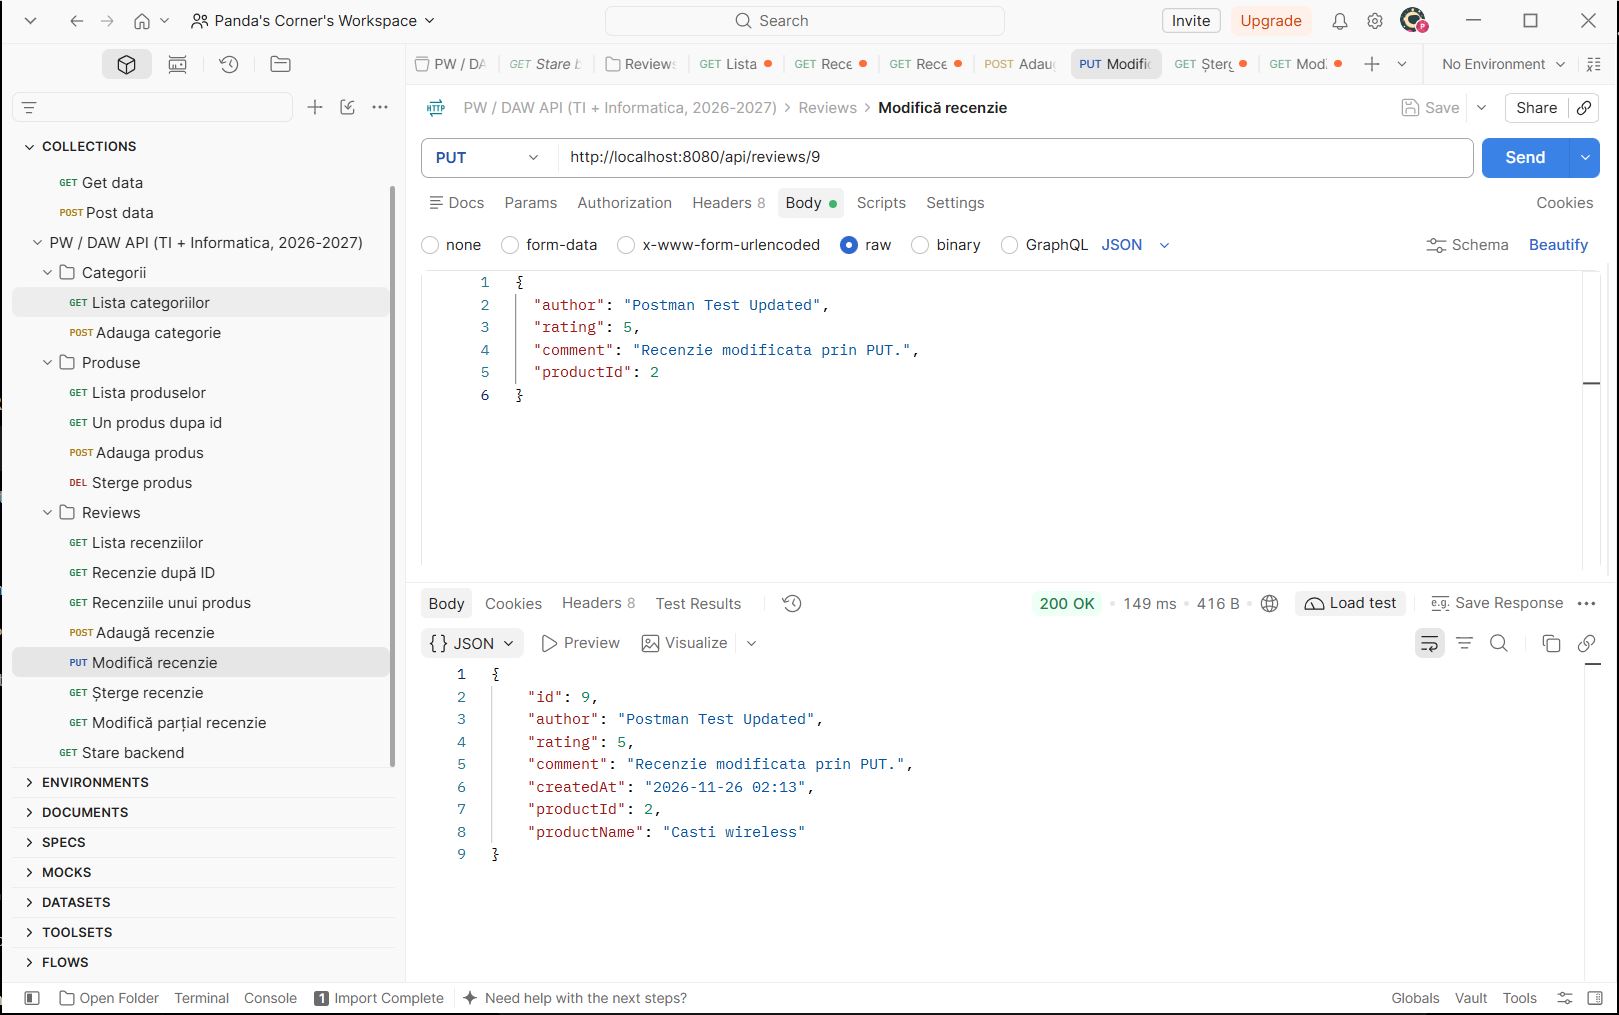 Panda's Corner's Workspace
Search
Invite
Upgrade
PW / DA
GET Stare b
Reviews
GET Lista
GET Rece
GET Rece
POST Adau
PUT Modific
GET Șterg
GET Modi
No Environment
HTTP PW / DAW API (TI + Informatica, 2026-2027) > Reviews > Modifică recenzie
Save
Share
PUT
http://localhost:8080/api/reviews/9
Send
Docs Params Authorization Headers 8 Body Scripts Settings
Cookies
none form-data x-www-form-urlencoded raw binary GraphQL JSON
Schema Beautify
1 {
2 "author": "Postman Test Updated",
3 "rating": 5,
4 "comment": "Recenzie modificata prin PUT.",
5 "productId": 2
6 }
COLLECTIONS
GET Get data
POST Post data
PW / DAW API (TI + Informatica, 2026-2027)
Categorii
GET Lista categoriilor
POST Adauga categorie
Produse
GET Lista produselor
GET Un produs dupa id
POST Adauga produs
DEL Sterge produs
Reviews
GET Lista recenziilor
GET Recenzie după ID
GET Recenziile unui produs
POST Adaugă recenzie
PUT Modifică recenzie
GET Șterge recenzie
GET Modifică parțial recenzie
GET Stare backend
ENVIRONMENTS
DOCUMENTS
SPECS
MOCKS
DATASETS
TOOLSETS
FLOWS
Body Cookies Headers 8 Test Results
200 OK • 149 ms • 416 B
Load test
e.g. Save Response
{} JSON
Preview
Visualize
1 {
2 "id": 9,
3 "author": "Postman Test Updated",
4 "rating": 5,
5 "comment": "Recenzie modificata prin PUT.",
6 "createdAt": "2026-11-26 02:13",
7 "productId": 2,
8 "productName": "Casti wireless"
9 }
Open Folder Terminal Console 1 Import Complete Need help with the next steps?
Globals Vault Tools